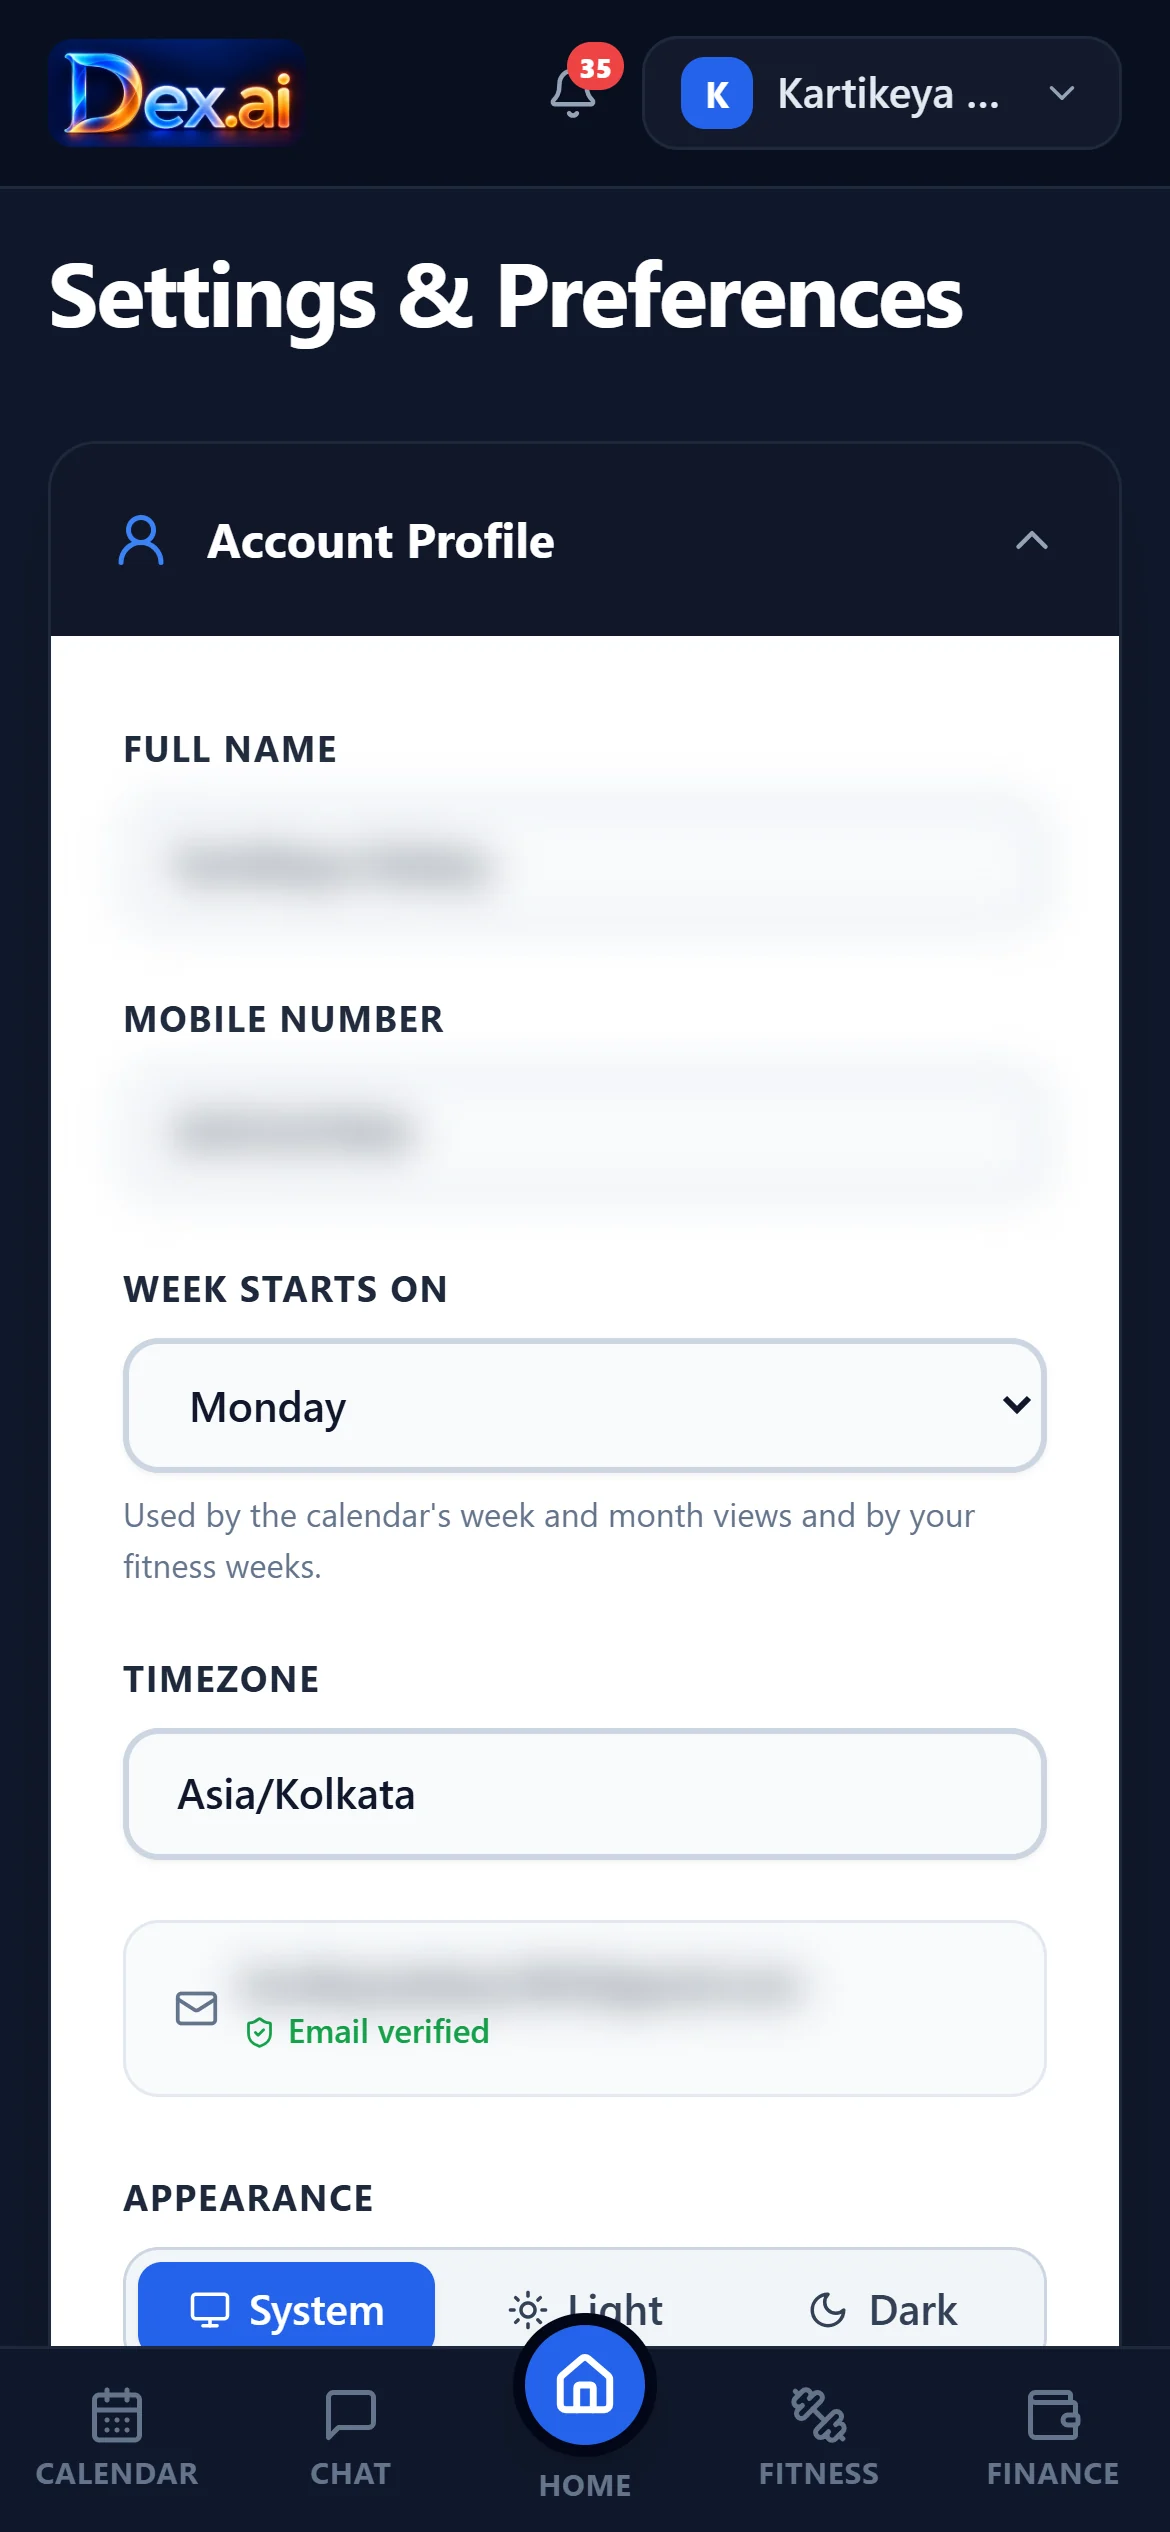 Dex.ai
35
K
Kartikeya ...
Settings & Preferences
Account Profile
FULL NAME
MOBILE NUMBER
WEEK STARTS ON
Monday
Used by the calendar's week and month views and by your
fitness weeks.
TIMEZONE
Asia/Kolkata
Email verified
APPEARANCE
System
Light
Dark
CALENDAR
CHAT
HOME
FITNESS
FINANCE